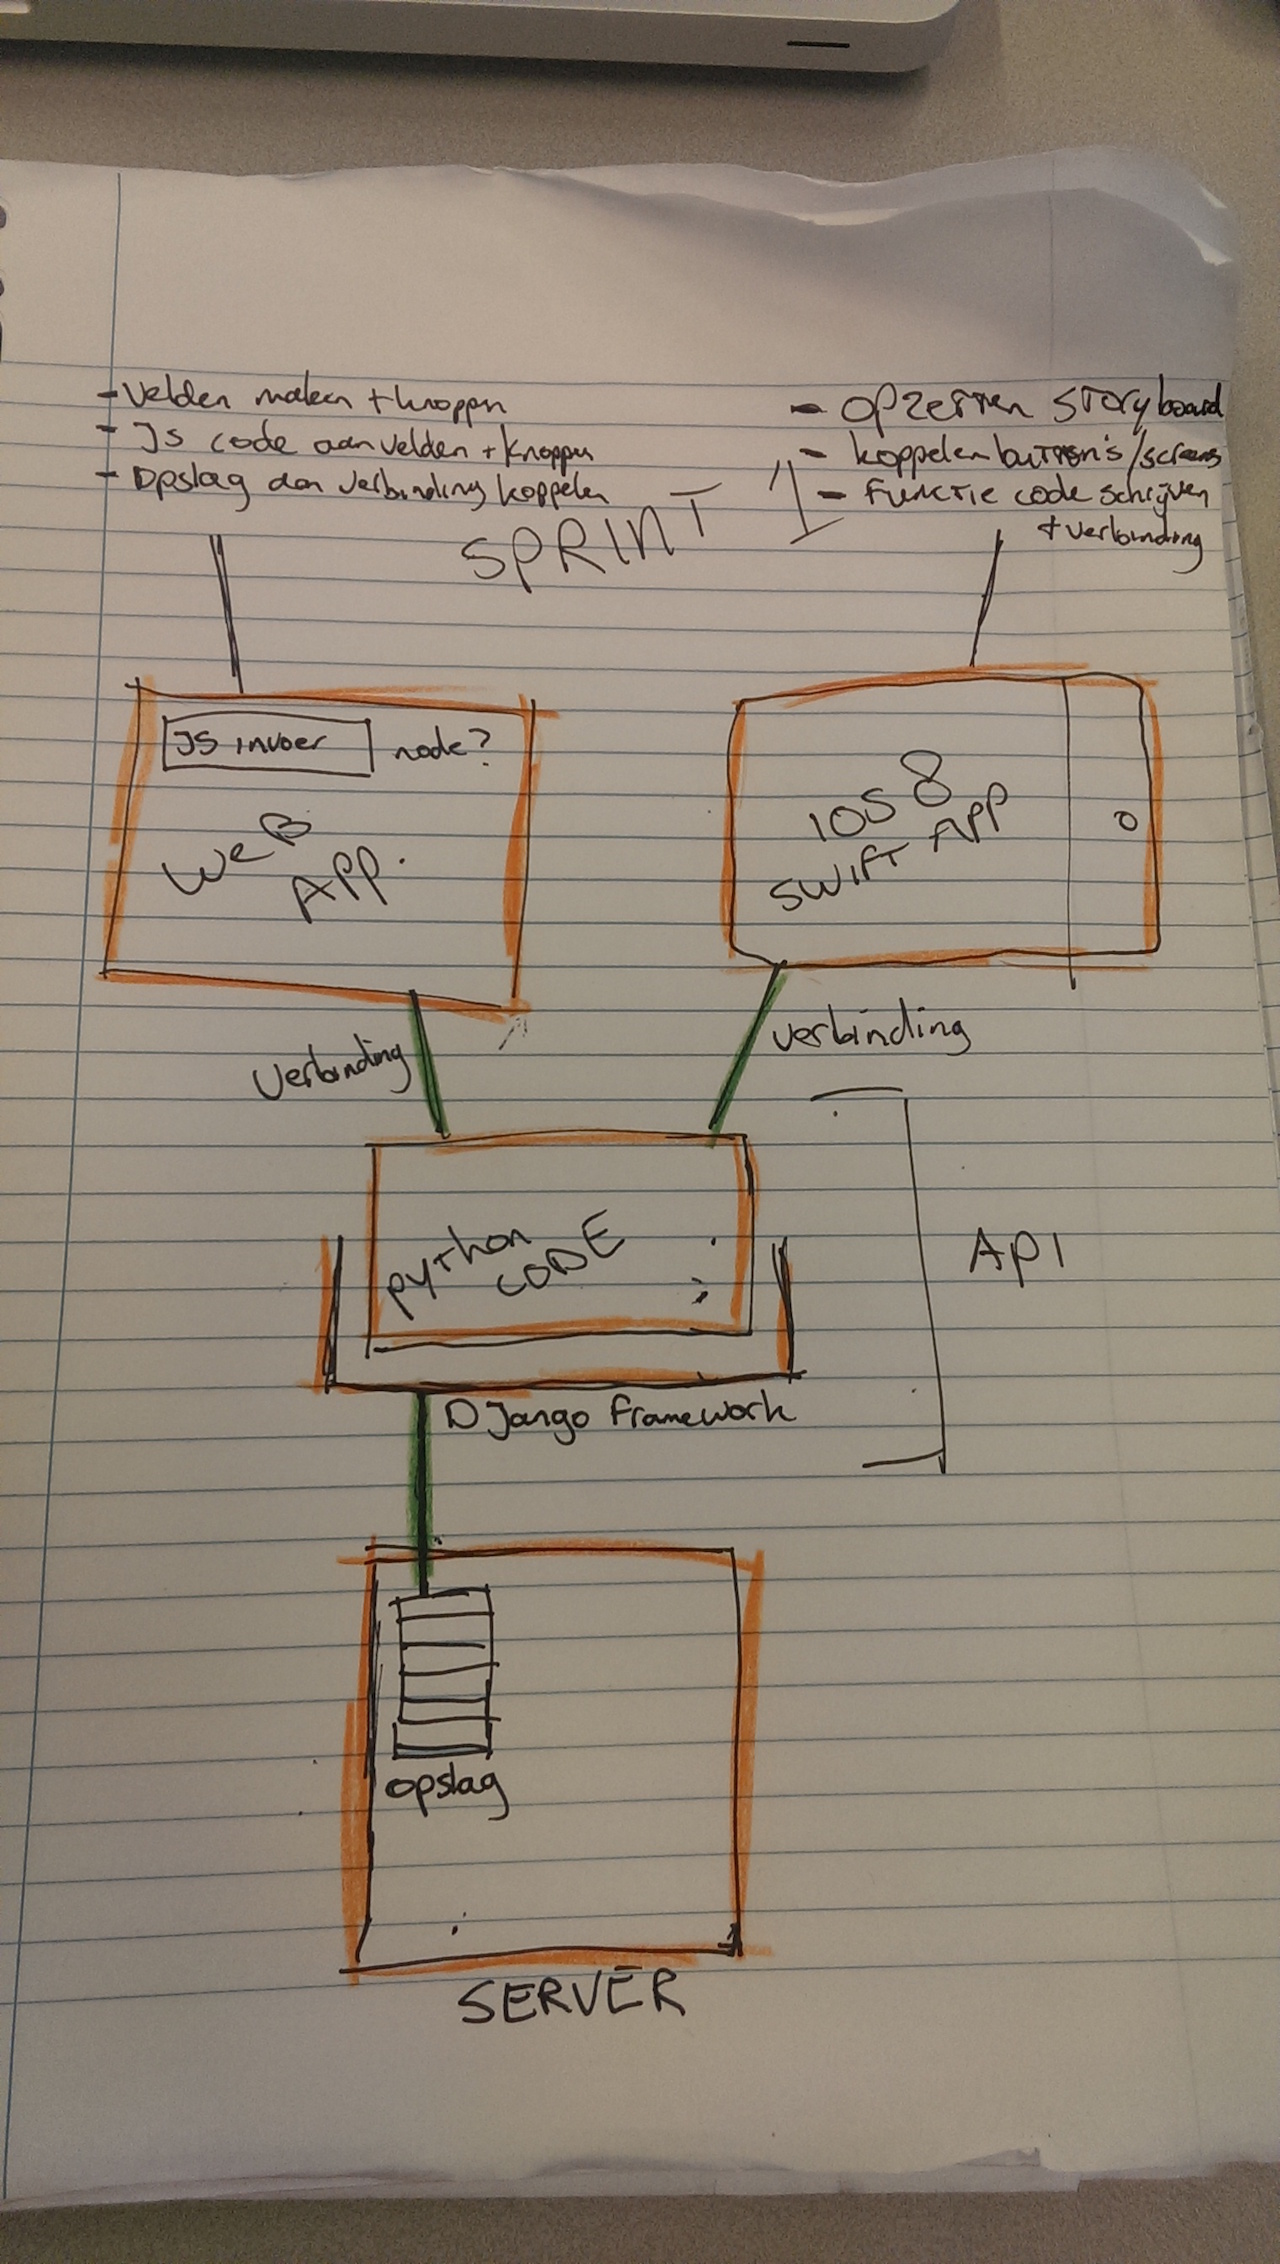 - Velden maken + knoppen
- JS code aan velden + knoppen
- Opslag aan verbinding koppelen
- opzetten storyboard
- koppelen button's/screens
- functie code schrijven
+ verbinding
SPRINT 1
JS invoer node?
WeB
App.
iOS 8
SWIFT APP
Verbinding
verbinding
python
CODE
API
DJango framework
opslag
SERVER